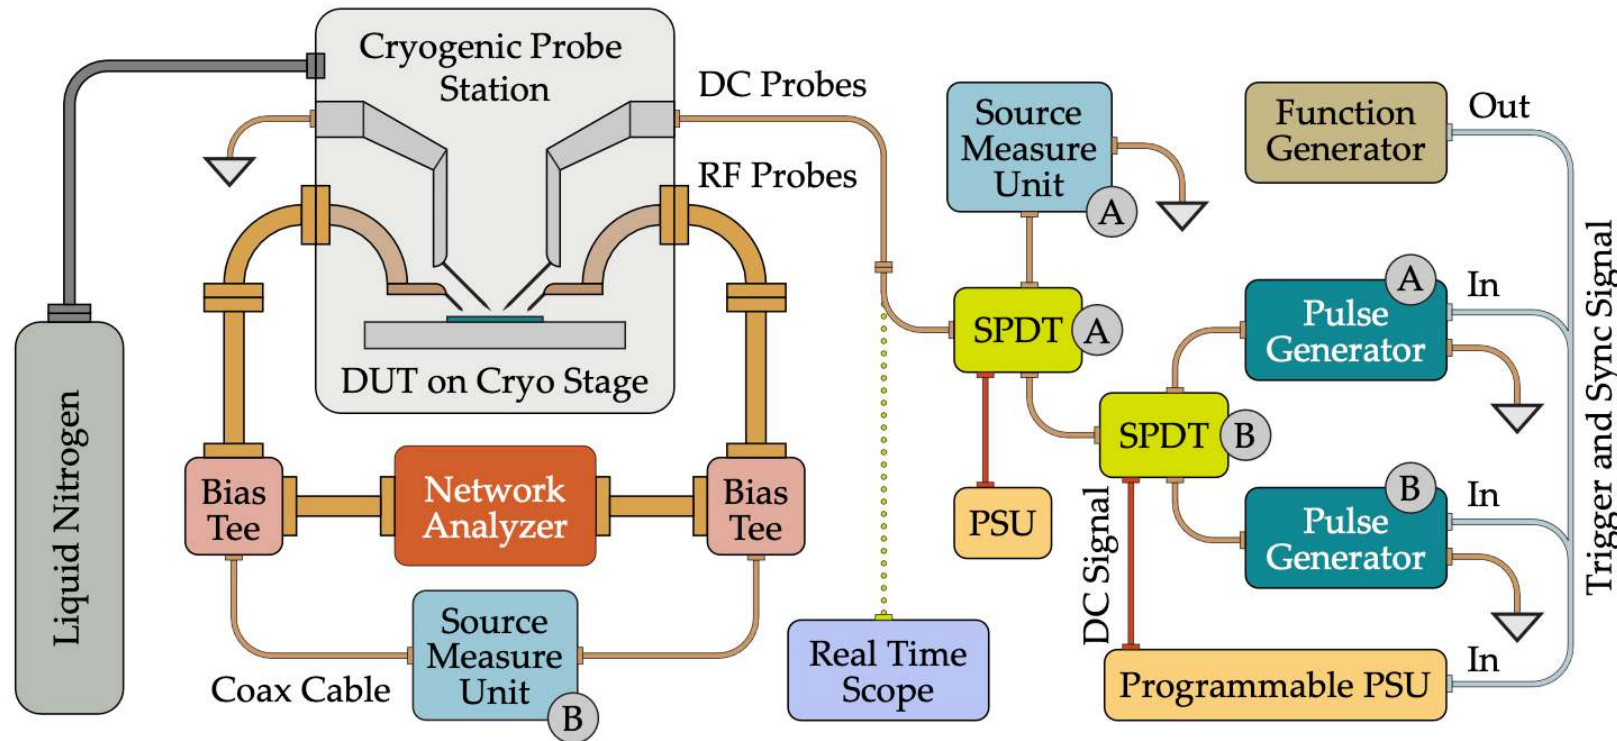 Cryogenic Probe
Station
DC Probes
RF Probes
DUT on Cryo Stage
Liquid Nitrogen
Bias
Tee
Network
Analyzer
Bias
Tee
Source
Measure
Unit
B
Coax Cable
Real Time
Scope
Source
Measure
Unit
A
SPDT
A
PSU
SPDT
B
DC Signal
Function
Generator
Out
A
Pulse
Generator
In
B
Pulse
Generator
In
Programmable PSU
In
Trigger and Sync Signal